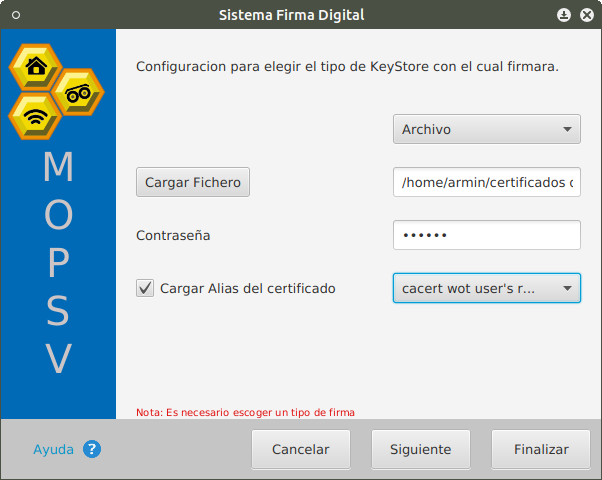 Sistema Firma Digital
Configuracion para elegir el tipo de KeyStore con el cual firmara.
Archivo
Cargar Fichero
/home/armin/certificados
Contraseña
••••••
Cargar Alias del certificado
cacert wot user's r...
M
O
P
S
V
Nota: Es necesario escoger un tipo de firma
Ayuda ?
Cancelar
Siguiente
Finalizar